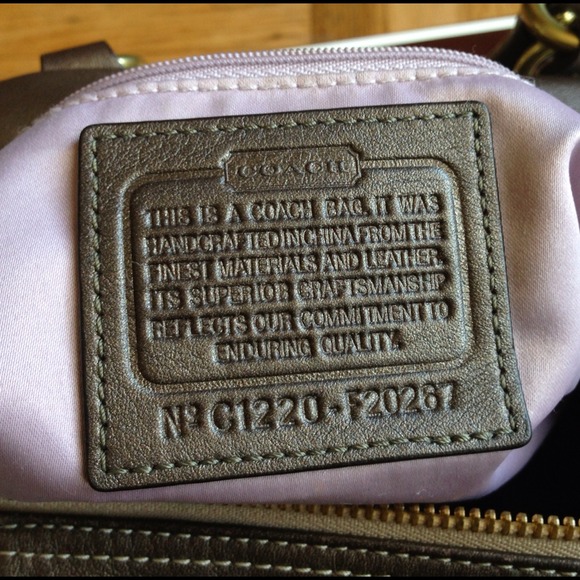 COACH
THIS IS A COACH BAG. IT WAS
HANDCRAFTED IN CHINA FROM THE
FINEST MATERIALS AND LEATHER.
ITS SUPERIOR CRAFTSMANSHIP
REFLECTS OUR COMMITMENT TO
ENDURING QUALITY.
Nº C1220-F20267